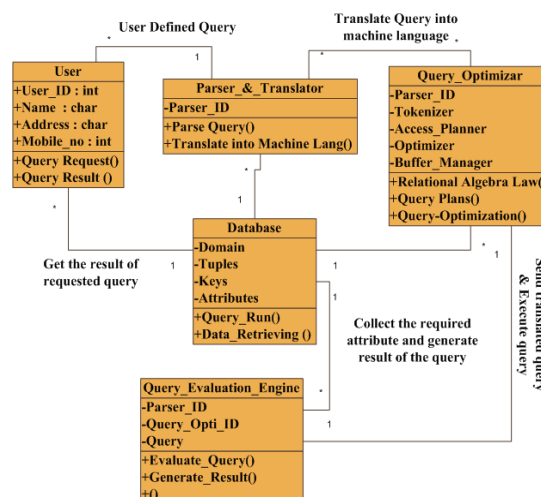 User Defined Query
Translate Query into
machine language
*
1
*
*
User
+User_ID : int
+Name : char
+Address : char
+Mobile_no : int
+Query Request()
+Query Result ()
Parser_&_Translator
-Parser_ID
+Parse Query()
+Translate into Machine Lang()
Query_Optimizar
-Parser_ID
-Tokenizer
-Access_Planner
-Optimizer
-Buffer_Manager
+Relational Algebra Law()
+Query Plans()
+Query-Optimization()
*
1
*
1
Get the result of
requested query
Database
-Domain
-Tuples
-Keys
-Attributes
+Query_Run()
+Data_Retrieving ()
1
*
1
1
Send translated query
& Execute query
Collect the required
attribute and generate
result of the query
*
1
Query_Evaluation_Engine
-Parser_ID
-Query_Opti_ID
-Query
+Evaluate_Query()
+Generate_Result()
+()